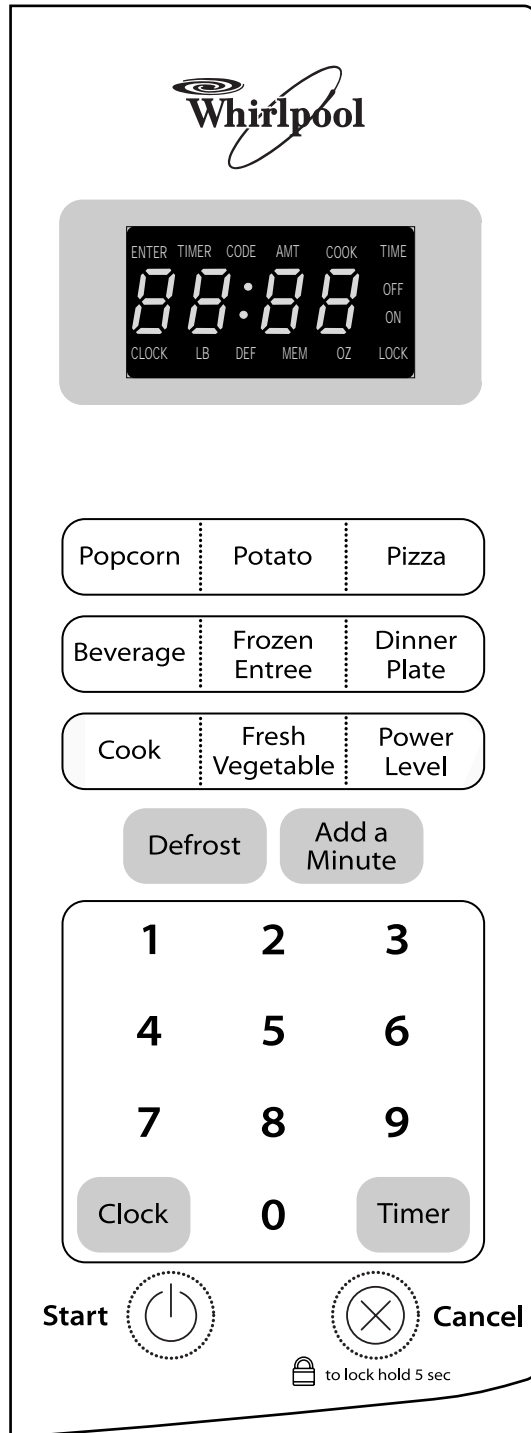 Whirlpool
ENTER TIMER CODE AMT COOK TIME
88:88 OFF
ON
CLOCK LB DEF MEM OZ LOCK
Popcorn Potato Pizza
Beverage Frozen Entree Dinner Plate
Cook Fresh Vegetable Power Level
Defrost Add a Minute
1 2 3
4 5 6
7 8 9
Clock 0 Timer
Start Cancel
to lock hold 5 sec